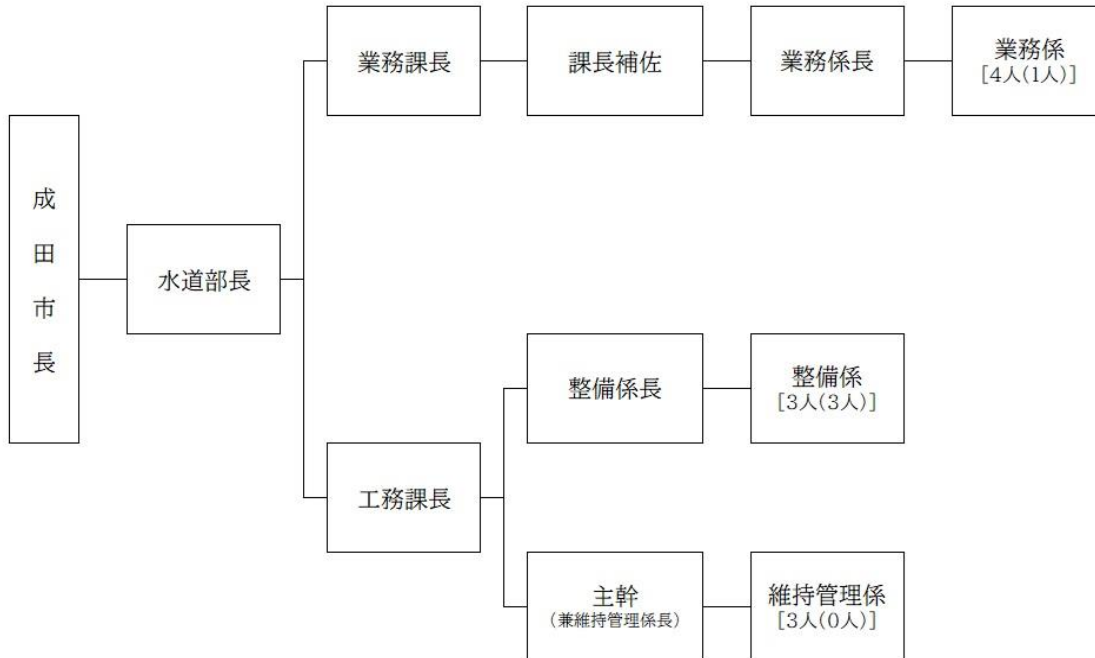 成田市長
水道部長
業務課長
課長補佐
業務係長
業務係
[4人(1人)]
工務課長
整備係長
整備係
[3人(3人)]
主幹
(兼維持管理係長)
維持管理係
[3人(0人)]